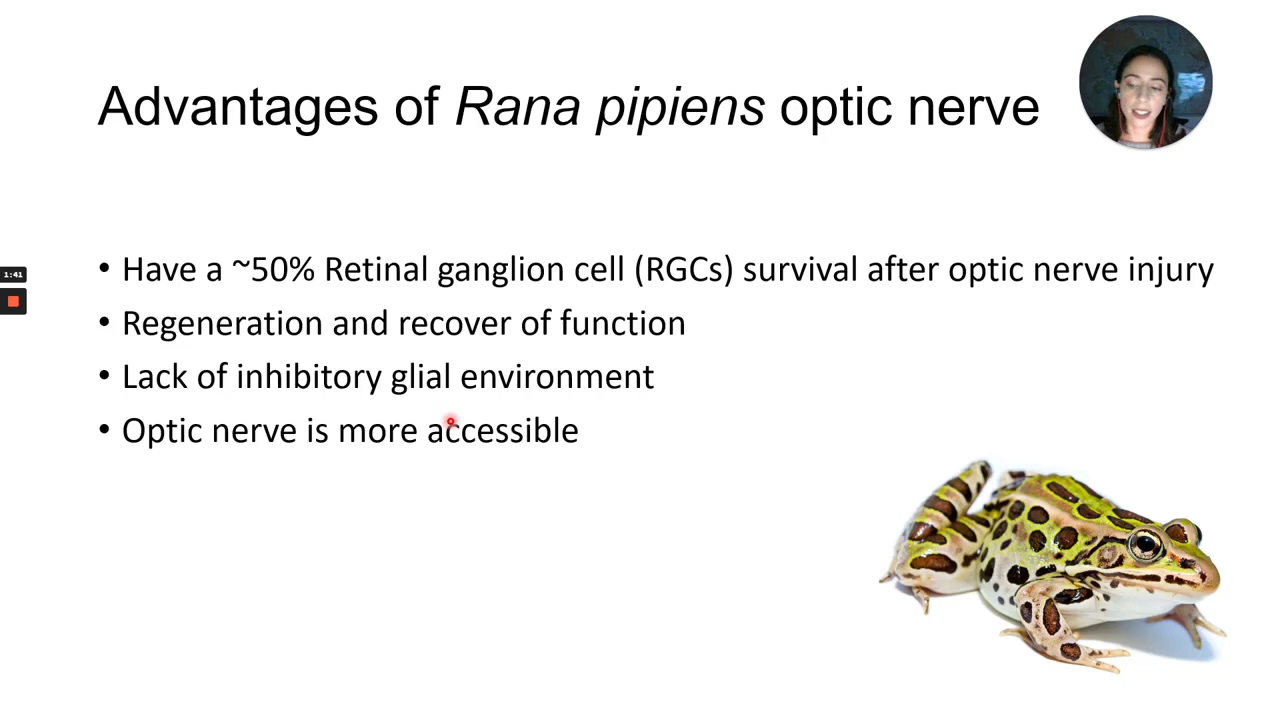 Advantages of Rana pipiens optic nerve
• Have a ~50% Retinal ganglion cell (RGCs) survival after optic nerve injury
1:41
• Regeneration and recover of function
• Lack of inhibitory glial environment
• Optic nerve is more accessible